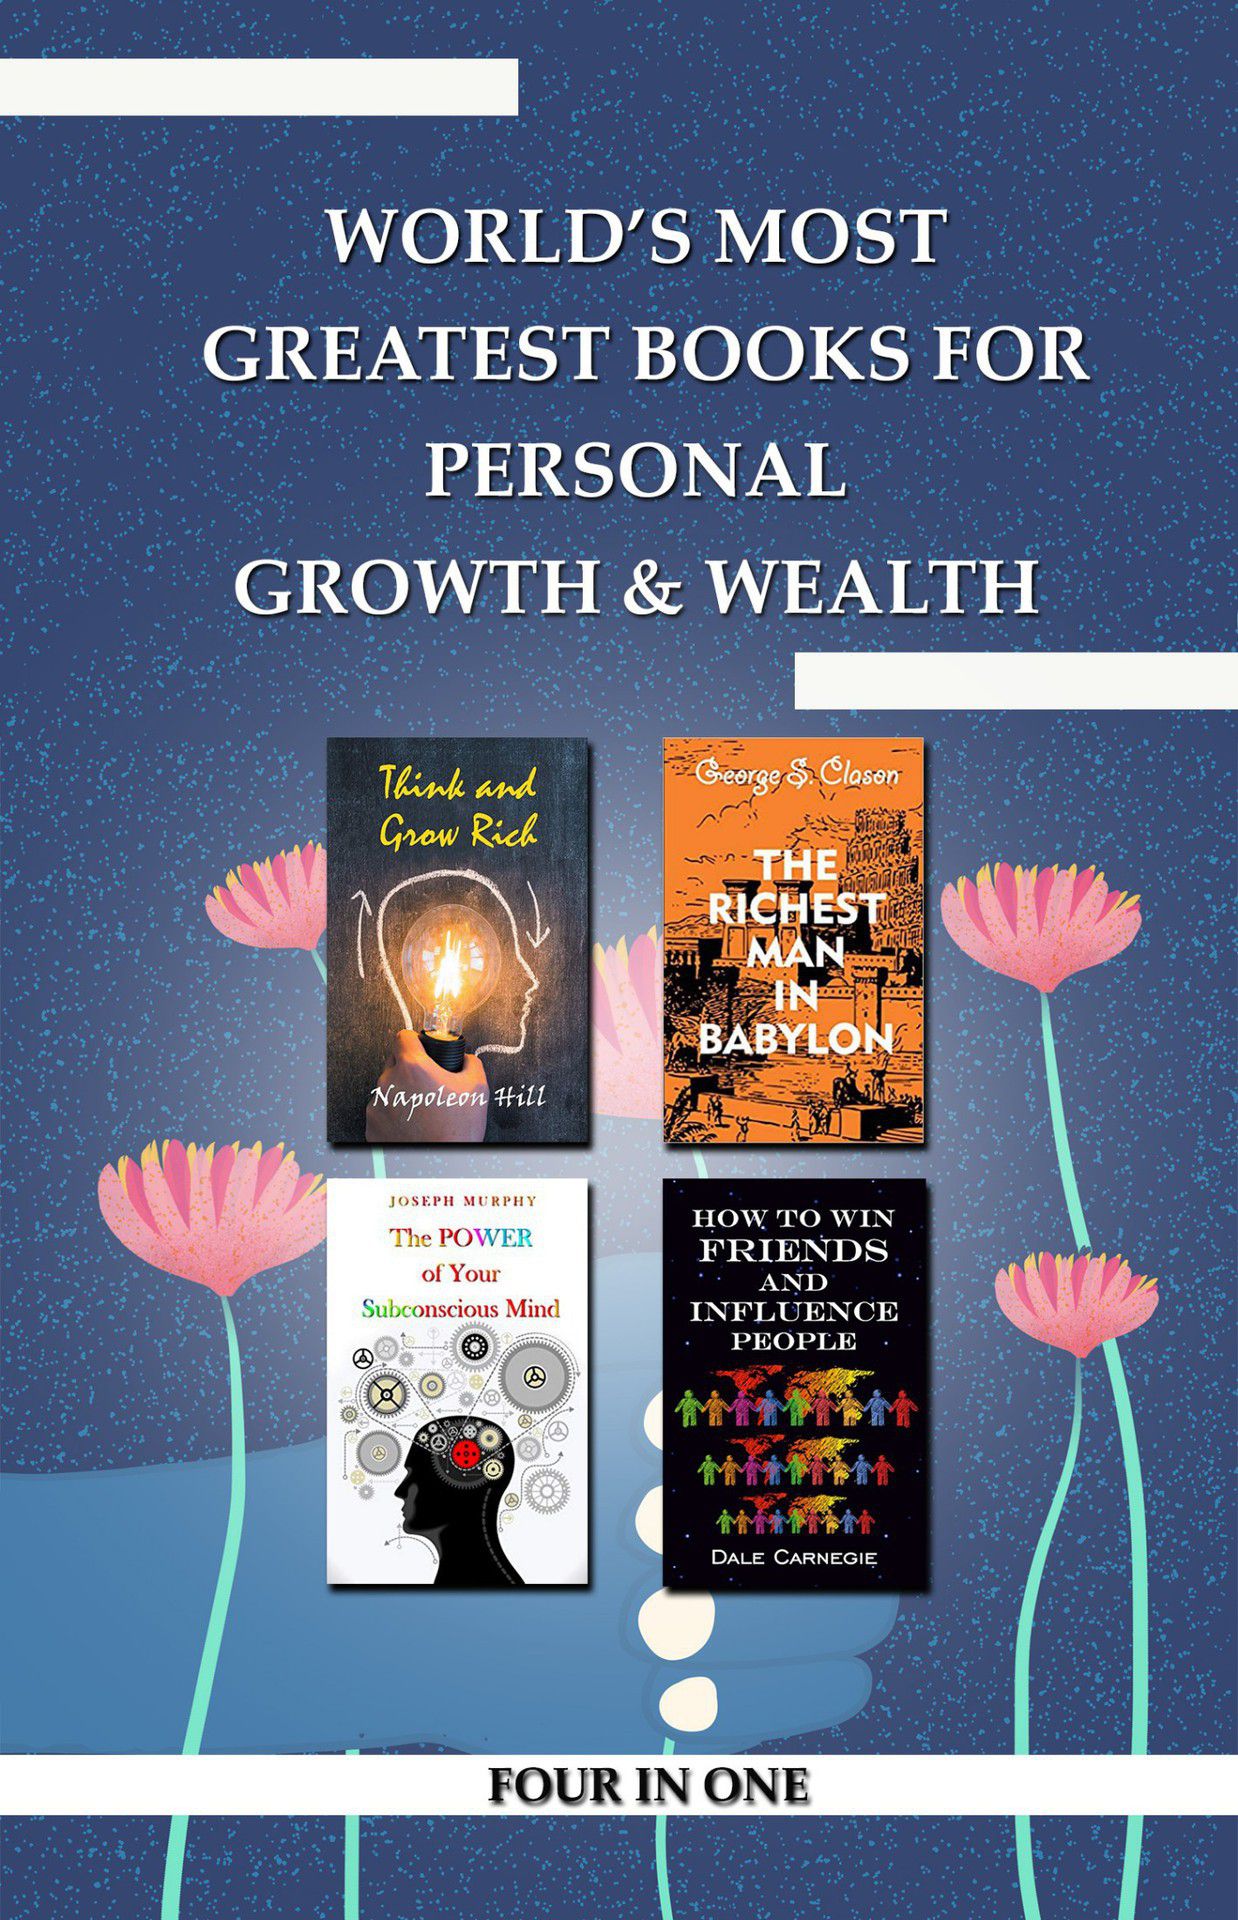 WORLD'S MOST
GREATEST BOOKS FOR
PERSONAL
GROWTH & WEALTH
Think and
Grow Rich
Napoleon Hill
George S. Clason
THE
RICHEST
MAN
IN
BABYLON
JOSEPH MURPHY
The POWER
of Your
Subconscious Mind
HOW TO WIN
FRIENDS
AND
INFLUENCE
PEOPLE
DALE CARNEGIE
FOUR IN ONE